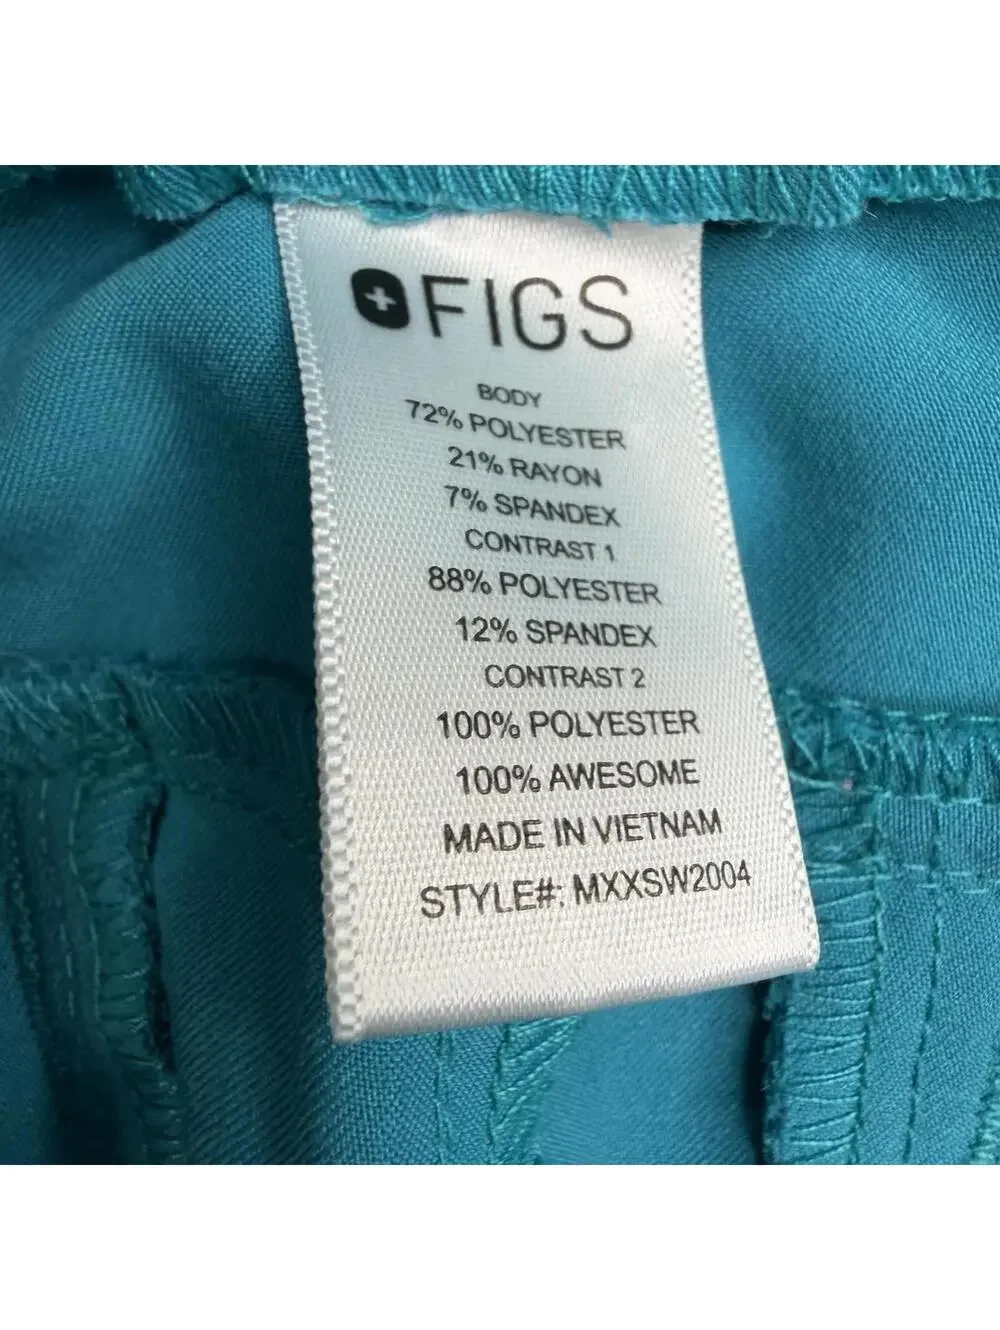 FIGS
BODY
72% POLYESTER
21% RAYON
7% SPANDEX
CONTRAST 1
88% POLYESTER
12% SPANDEX
CONTRAST 2
100% POLYESTER
100% AWESOME
MADE IN VIETNAM
STYLE#: MXXSW2004